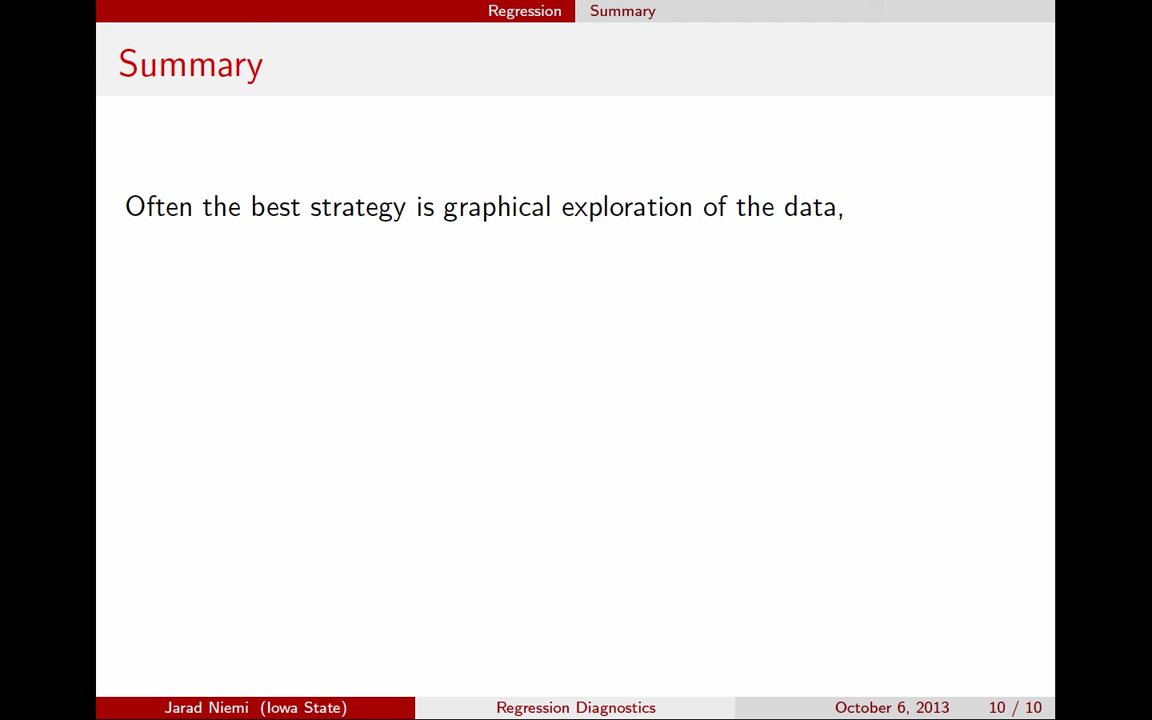 Regression Summary
Summary
Often the best strategy is graphical exploration of the data,
Jarad Niemi (Iowa State) Regression Diagnostics October 6, 2013 10 / 10